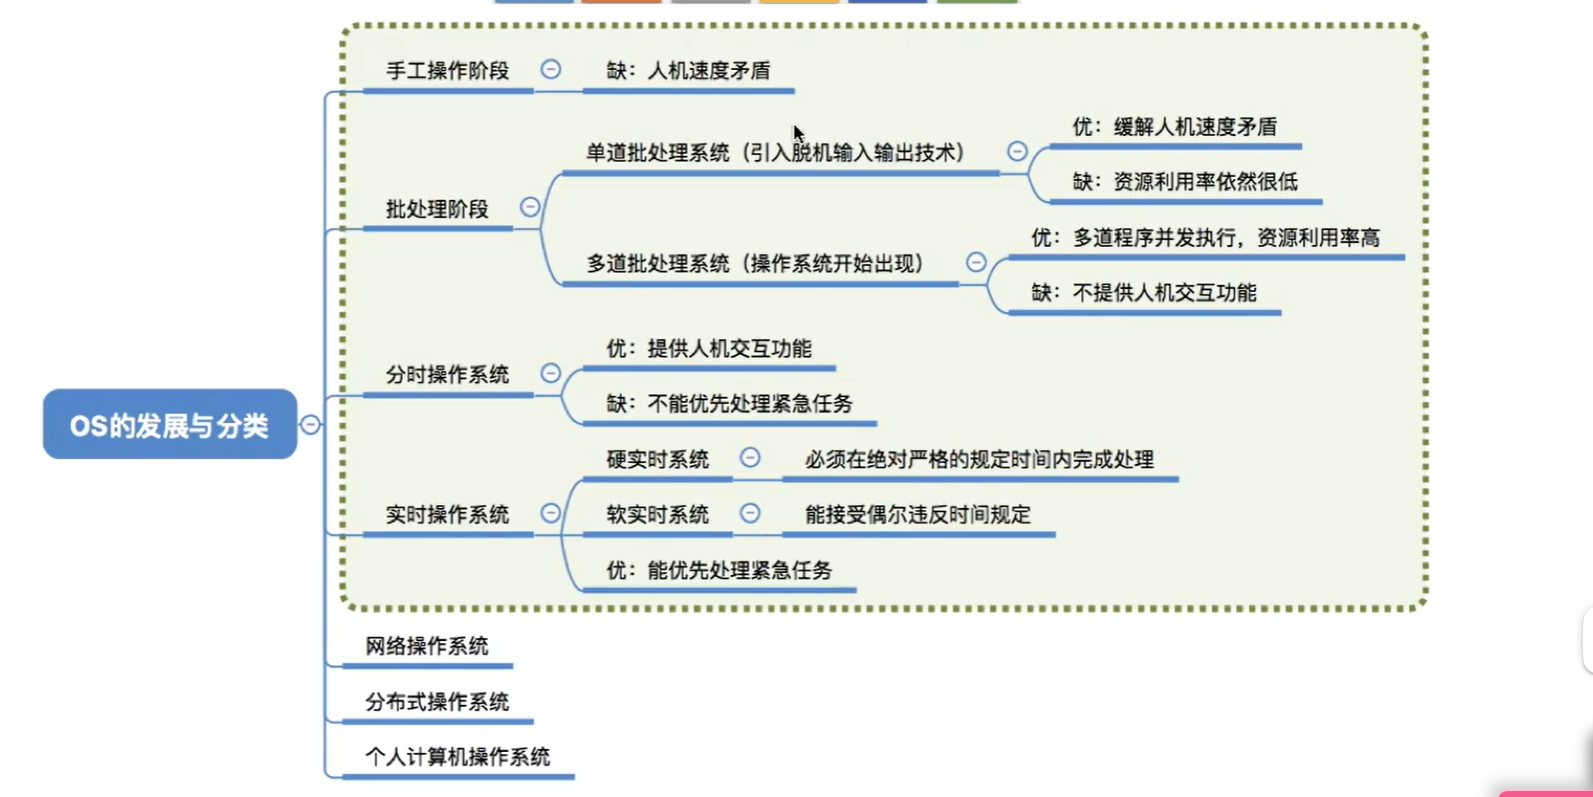 OS的发展与分类
手工操作阶段
缺：人机速度矛盾
批处理阶段
单道批处理系统（引入脱机输入输出技术）
优：缓解人机速度矛盾
缺：资源利用率依然很低
多道批处理系统（操作系统开始出现）
优：多道程序并发执行，资源利用率高
缺：不提供人机交互功能
分时操作系统
优：提供人机交互功能
缺：不能优先处理紧急任务
实时操作系统
硬实时系统
必须在绝对严格的规定时间内完成处理
软实时系统
能接受偶尔违反时间规定
优：能优先处理紧急任务
网络操作系统
分布式操作系统
个人计算机操作系统